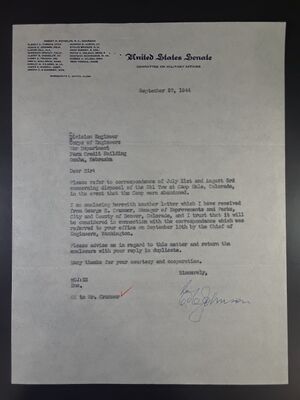 United States Senate
COMMITTEE ON MILITARY AFFAIRS
September 27, 1944
Division Engineer
Corps of Engineers
War Department
Farm Credit Building
Omaha, Nebraska
Dear Sir:
Please refer to correspondence of July 21st and August 3rd
concerning disposal of the Ski Tow at Camp Hale, Colorado,
in the event that the Camp were abandoned.
I am enclosing herewith another letter which I have received
from George E. Cranmer, Manager of Improvements and Parks,
City and County of Denver, Colorado, and I trust that it will
be considered in connection with the correspondence which was
referred to your office on September 16th by the Chief of
Engineers, Washington.
Please advise me in regard to this matter and return the
enclosure with your reply in duplicate.
Many thanks for your courtesy and cooperation.
Sincerely,
Enc.
CC to Mr. Cranmer
Johnson